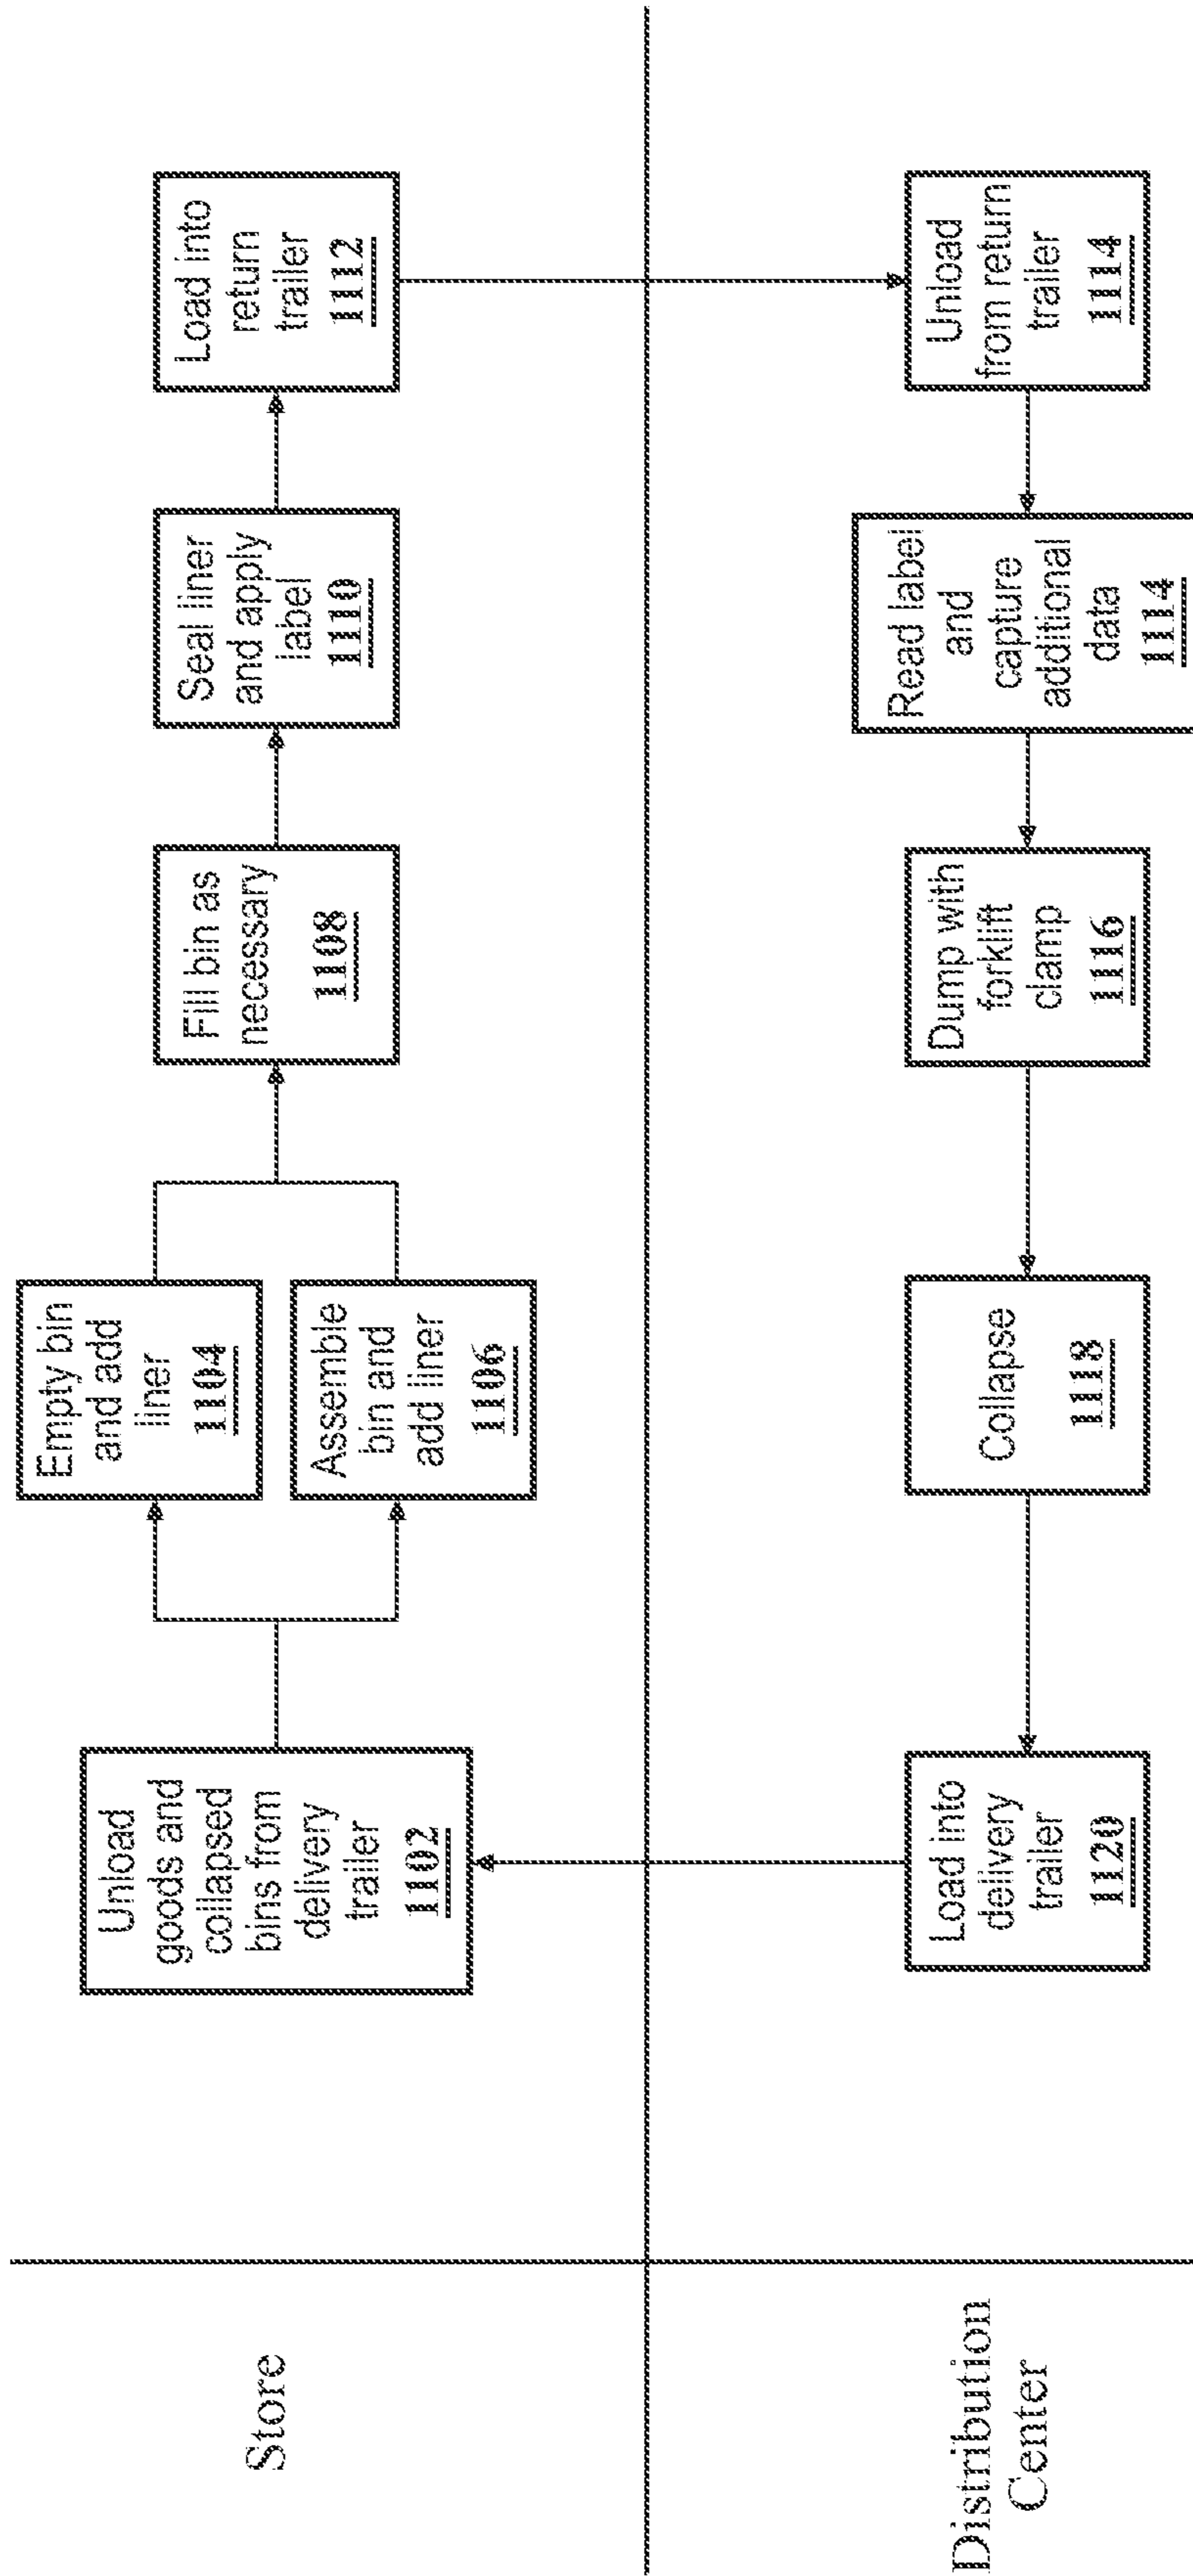 Store
Unload
goods and
collapsed
bins from
delivery
trailer
1102
Empty bin
and add
liner
1104
Assemble
bin and
add liner
1106
Fill bin as
necessary
1108
Seal liner
and apply
label
1110
Load into
return
trailer
1112
Distribution
Center
Load into
delivery
trailer
1120
Collapse
1118
Dump with
forklift
clamp
1116
Read label
and
capture
additional
data
1114
Unload
from return
trailer
1114